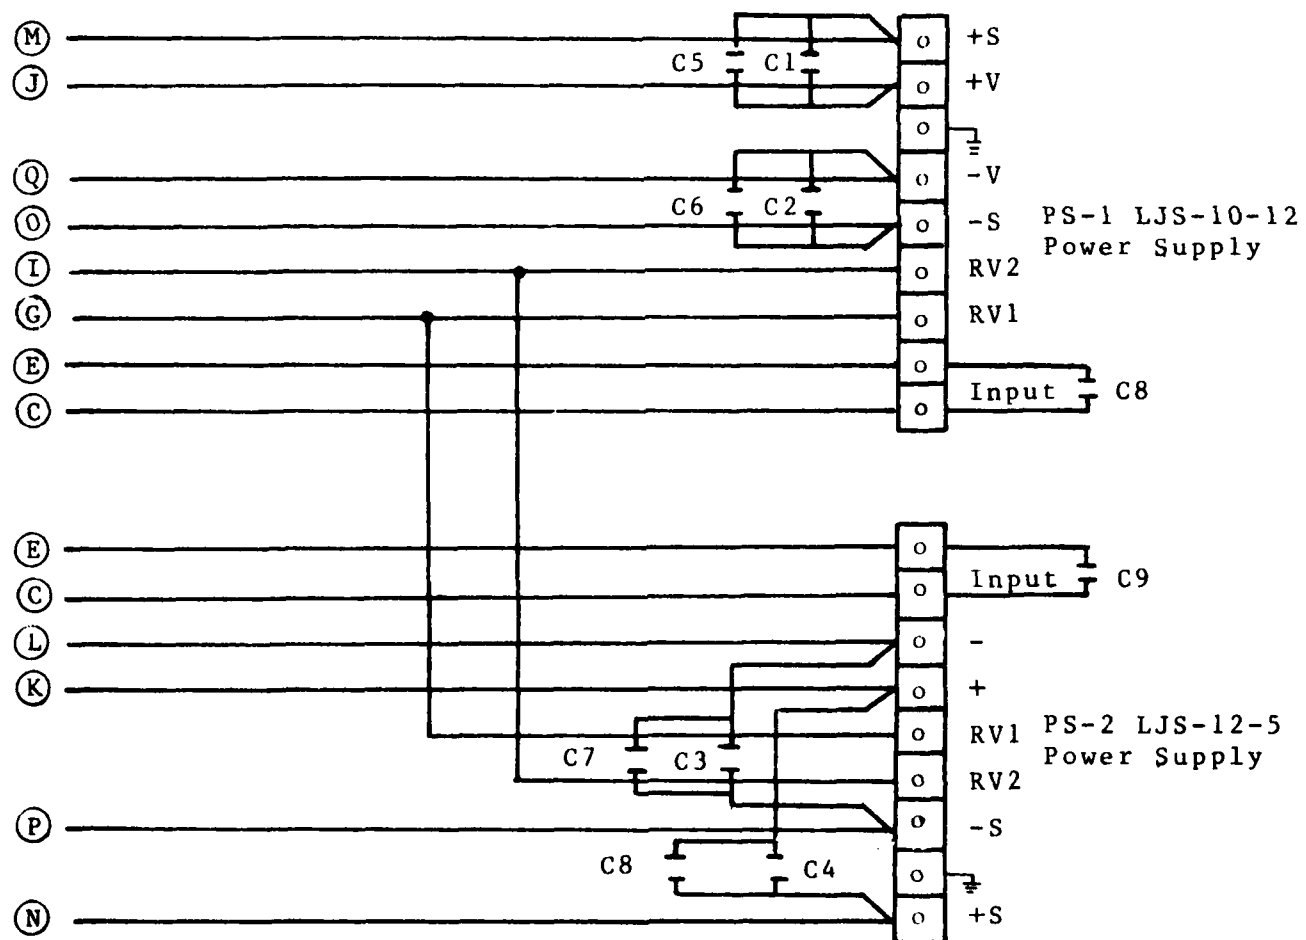 M +S
C5 C1
J +V
Q -V
C6 C2
O -S PS-1 LJS-10-12
Power Supply
I RV2
G RV1
E
Input C8
C
E
Input C9
C
L -
K +
RV1 PS-2 LJS-12-5
C7 C3 Power Supply
RV2
P -S
C8 C4
N +S